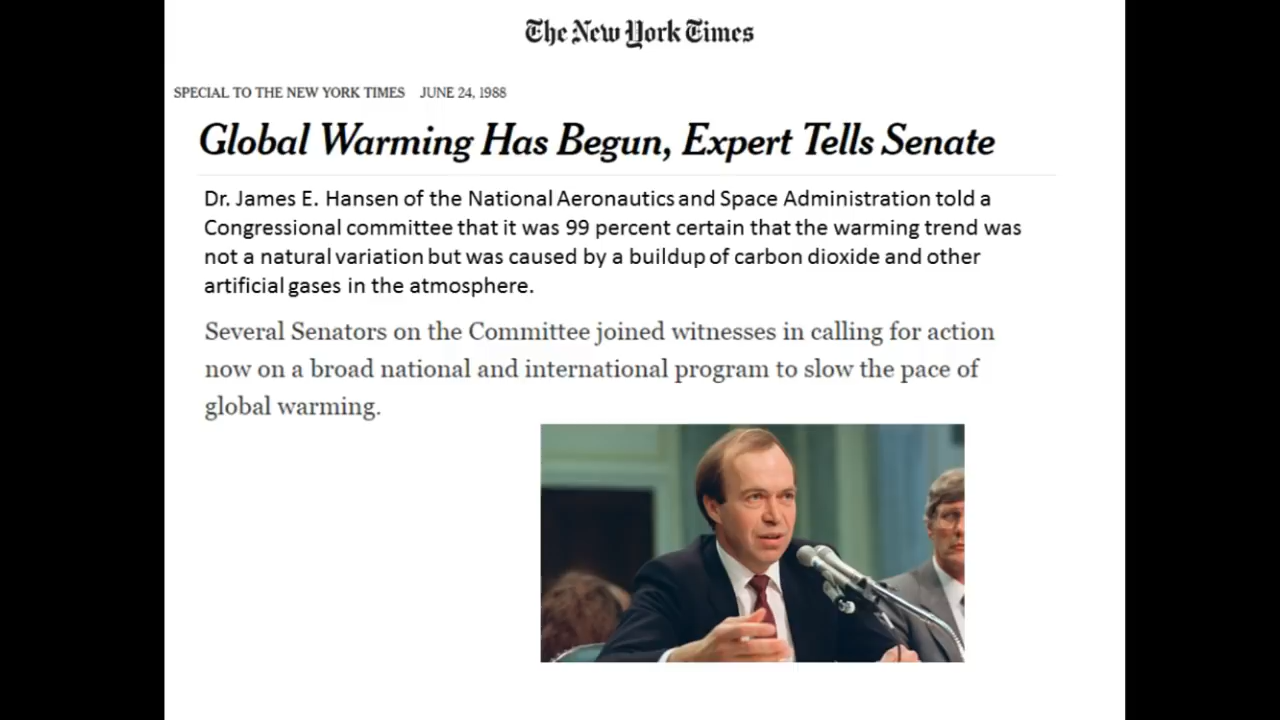 The New York Times
SPECIAL TO THE NEW YORK TIMES JUNE 24, 1988
Global Warming Has Begun, Expert Tells Senate
Dr. James E. Hansen of the National Aeronautics and Space Administration told a
Congressional committee that it was 99 percent certain that the warming trend was
not a natural variation but was caused by a buildup of carbon dioxide and other
artificial gases in the atmosphere.
Several Senators on the Committee joined witnesses in calling for action
now on a broad national and international program to slow the pace of
global warming.